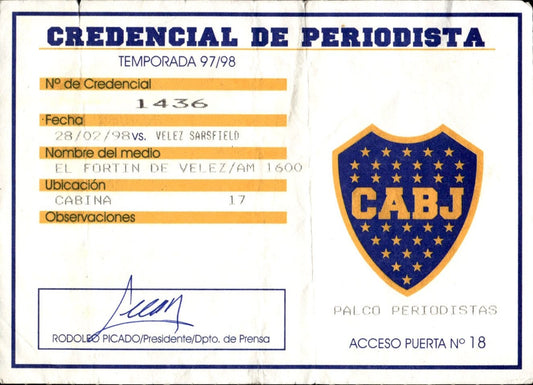 CREDENCIAL DE PERIODISTA
TEMPORADA 97/98
Nº de Credencial
1436
Fecha
28/02/98 vs. VELEZ SARSFIELD
Nombre del medio
EL FORTIN DE VELEZ/AM 1600
Ubicación
CABINA 17
Observaciones
CABJ
PALCO PERIODISTAS
RODOLFO PICADO/Presidente/Dpto. de Prensa
ACCESO PUERTA Nº 18